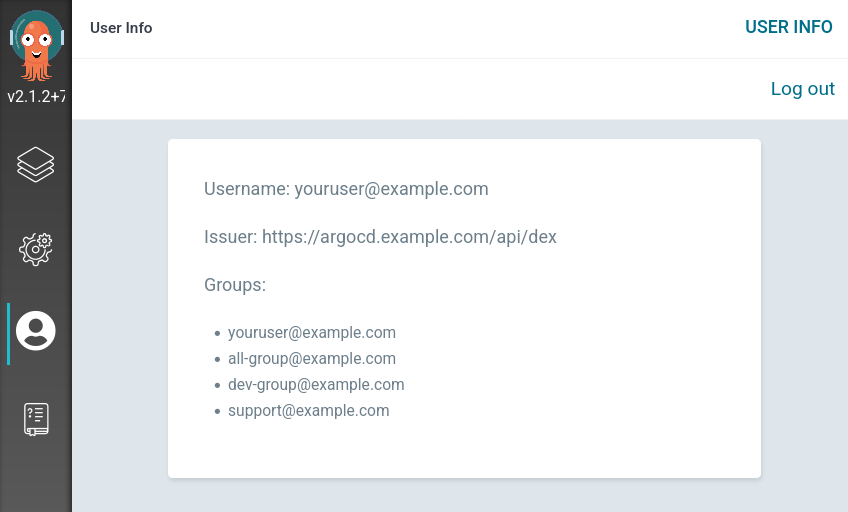 User Info
USER INFO
v2.1.2+7
Log out
Username: youruser@example.com
Issuer: https://argocd.example.com/api/dex
Groups:
• youruser@example.com
• all-group@example.com
• dev-group@example.com
• support@example.com